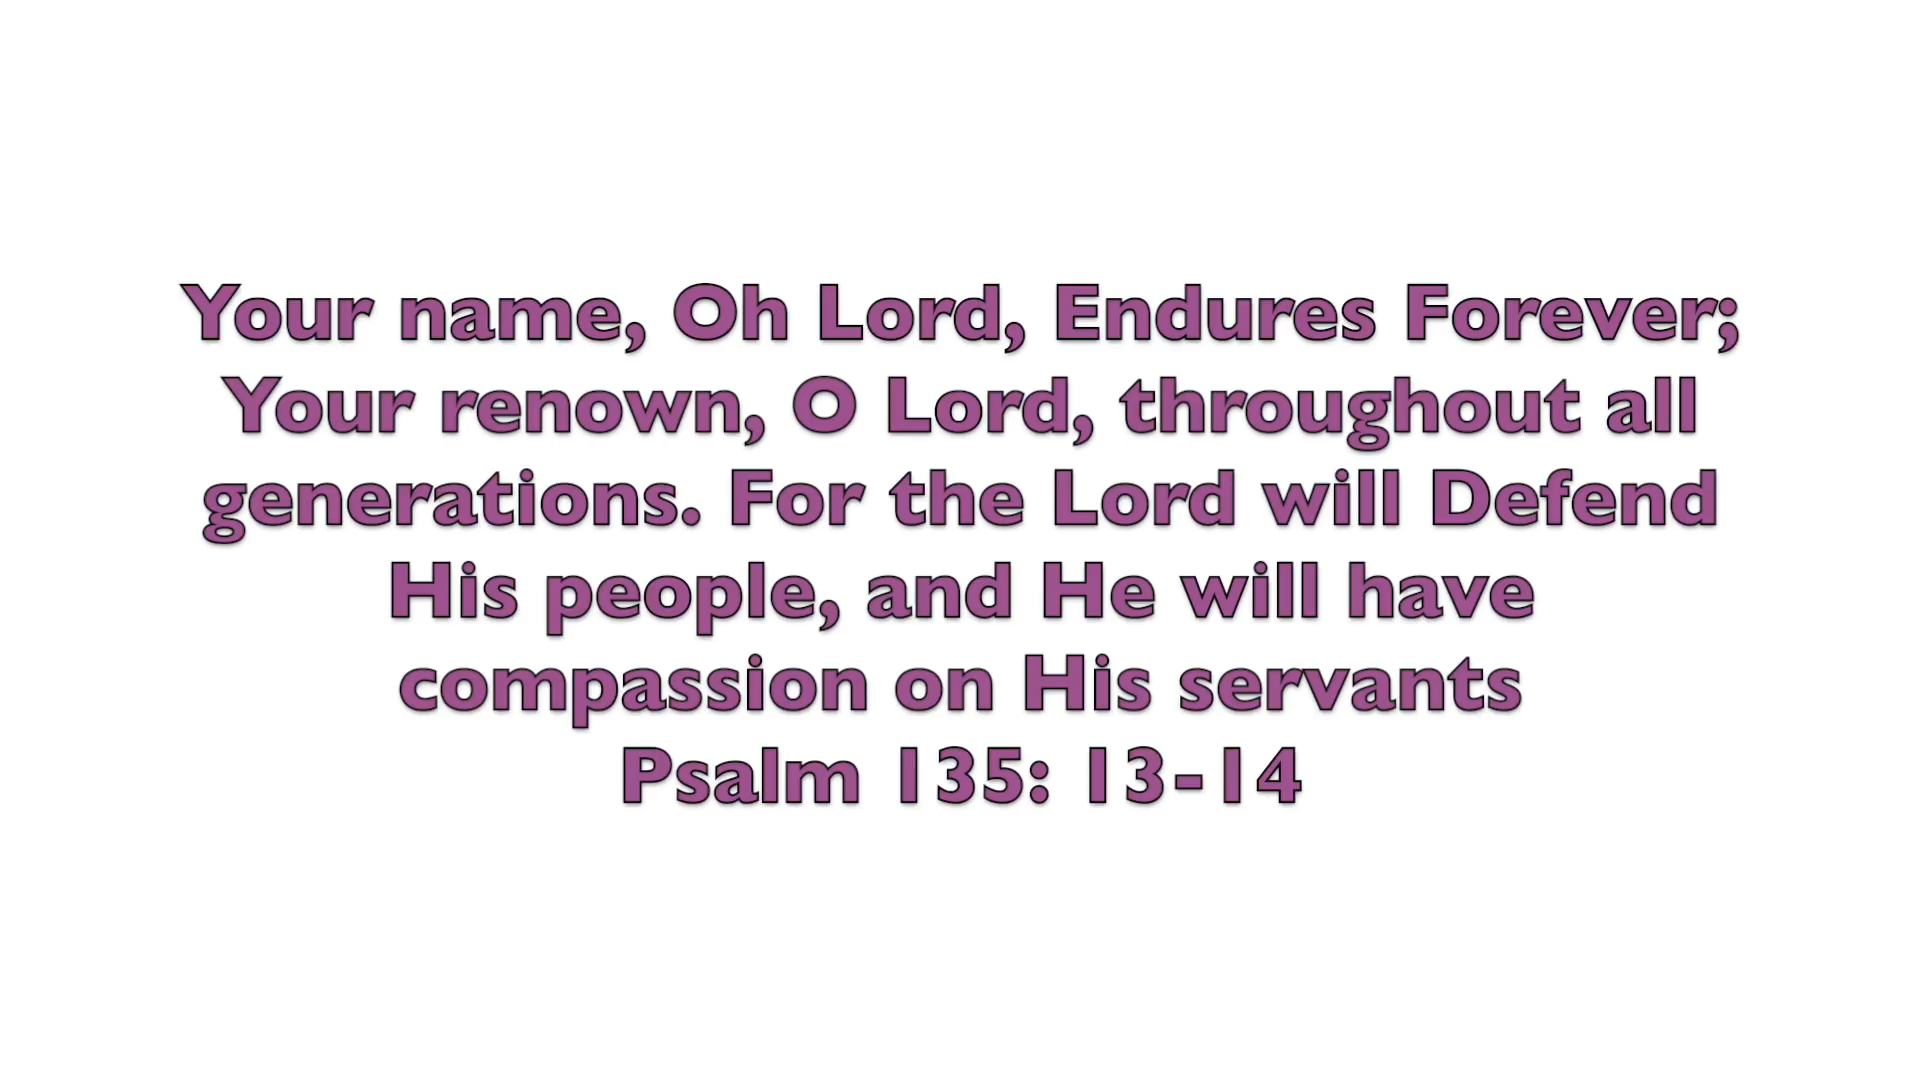 Your name, Oh Lord, Endures Forever;
Your renown, O Lord, throughout all
generations. For the Lord will Defend
His people, and He will have
compassion on His servants
Psalm 135: 13-14